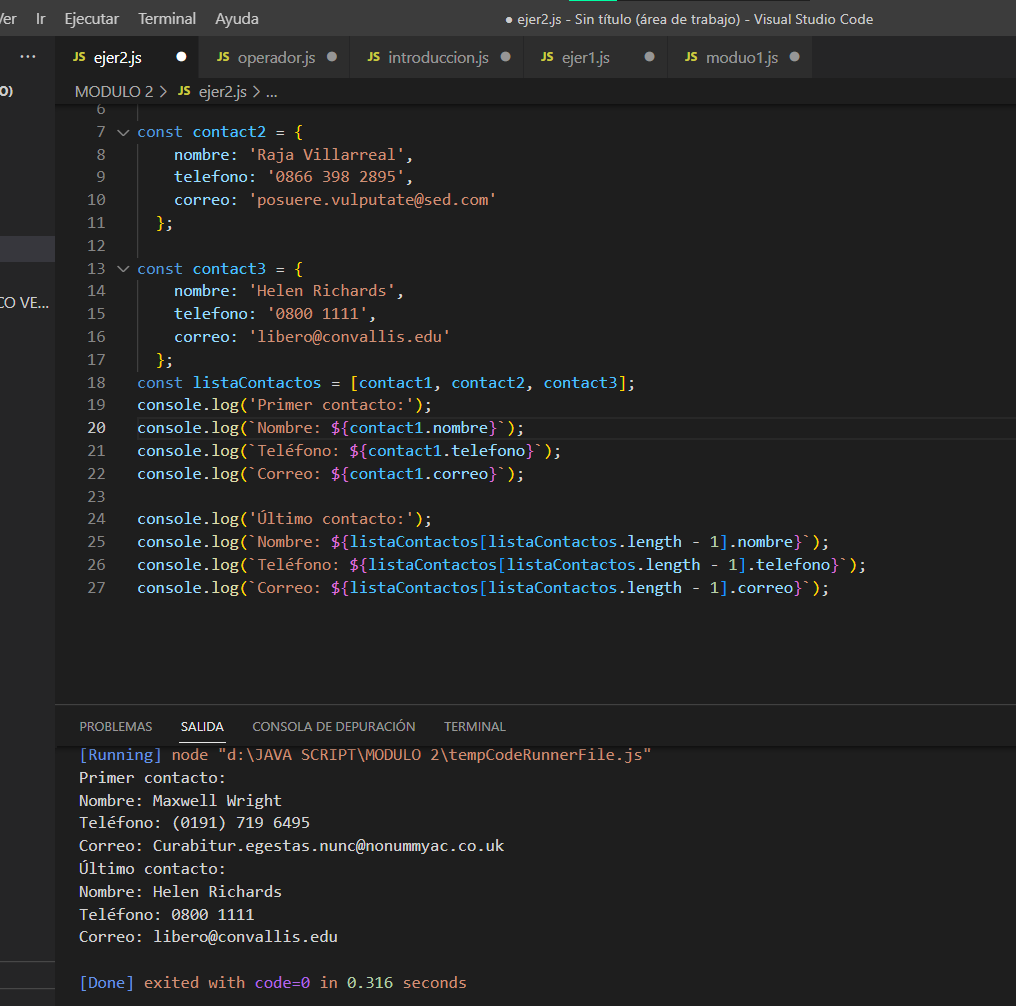 Ver Ir Ejecutar Terminal Ayuda ● ejer2.js - Sin título (área de trabajo) - Visual Studio Code
··· JS ejer2.js ● JS operador.js ● JS introduccion.js ● JS ejer1.js ● JS moduo1.js ●
MODULO 2 > JS ejer2.js > ...
6
7 const contact2 = {
8 nombre: 'Raja Villarreal',
9 telefono: '0866 398 2895',
10 correo: 'posuere.vulputate@sed.com'
11 };
12
13 const contact3 = {
14 nombre: 'Helen Richards',
15 telefono: '0800 1111',
CO VE...
16 correo: 'libero@convallis.edu'
17 };
18 const listaContactos = [contact1, contact2, contact3];
19 console.log('Primer contacto:');
20 console.log(`Nombre: ${contact1.nombre}`);
21 console.log(`Teléfono: ${contact1.telefono}`);
22 console.log(`Correo: ${contact1.correo}`);
23
24 console.log('Último contacto:');
25 console.log(`Nombre: ${listaContactos[listaContactos.length - 1].nombre}`);
26 console.log(`Teléfono: ${listaContactos[listaContactos.length - 1].telefono}`);
27 console.log(`Correo: ${listaContactos[listaContactos.length - 1].correo}`);
PROBLEMAS SALIDA CONSOLA DE DEPURACIÓN TERMINAL
[Running] node "d:\JAVA SCRIPT\MODULO 2\tempCodeRunnerFile.js"
Primer contacto:
Nombre: Maxwell Wright
Teléfono: (0191) 719 6495
Correo: Curabitur.egestas.nunc@nonummyac.co.uk
Último contacto:
Nombre: Helen Richards
Teléfono: 0800 1111
Correo: libero@convallis.edu
[Done] exited with code=0 in 0.316 seconds